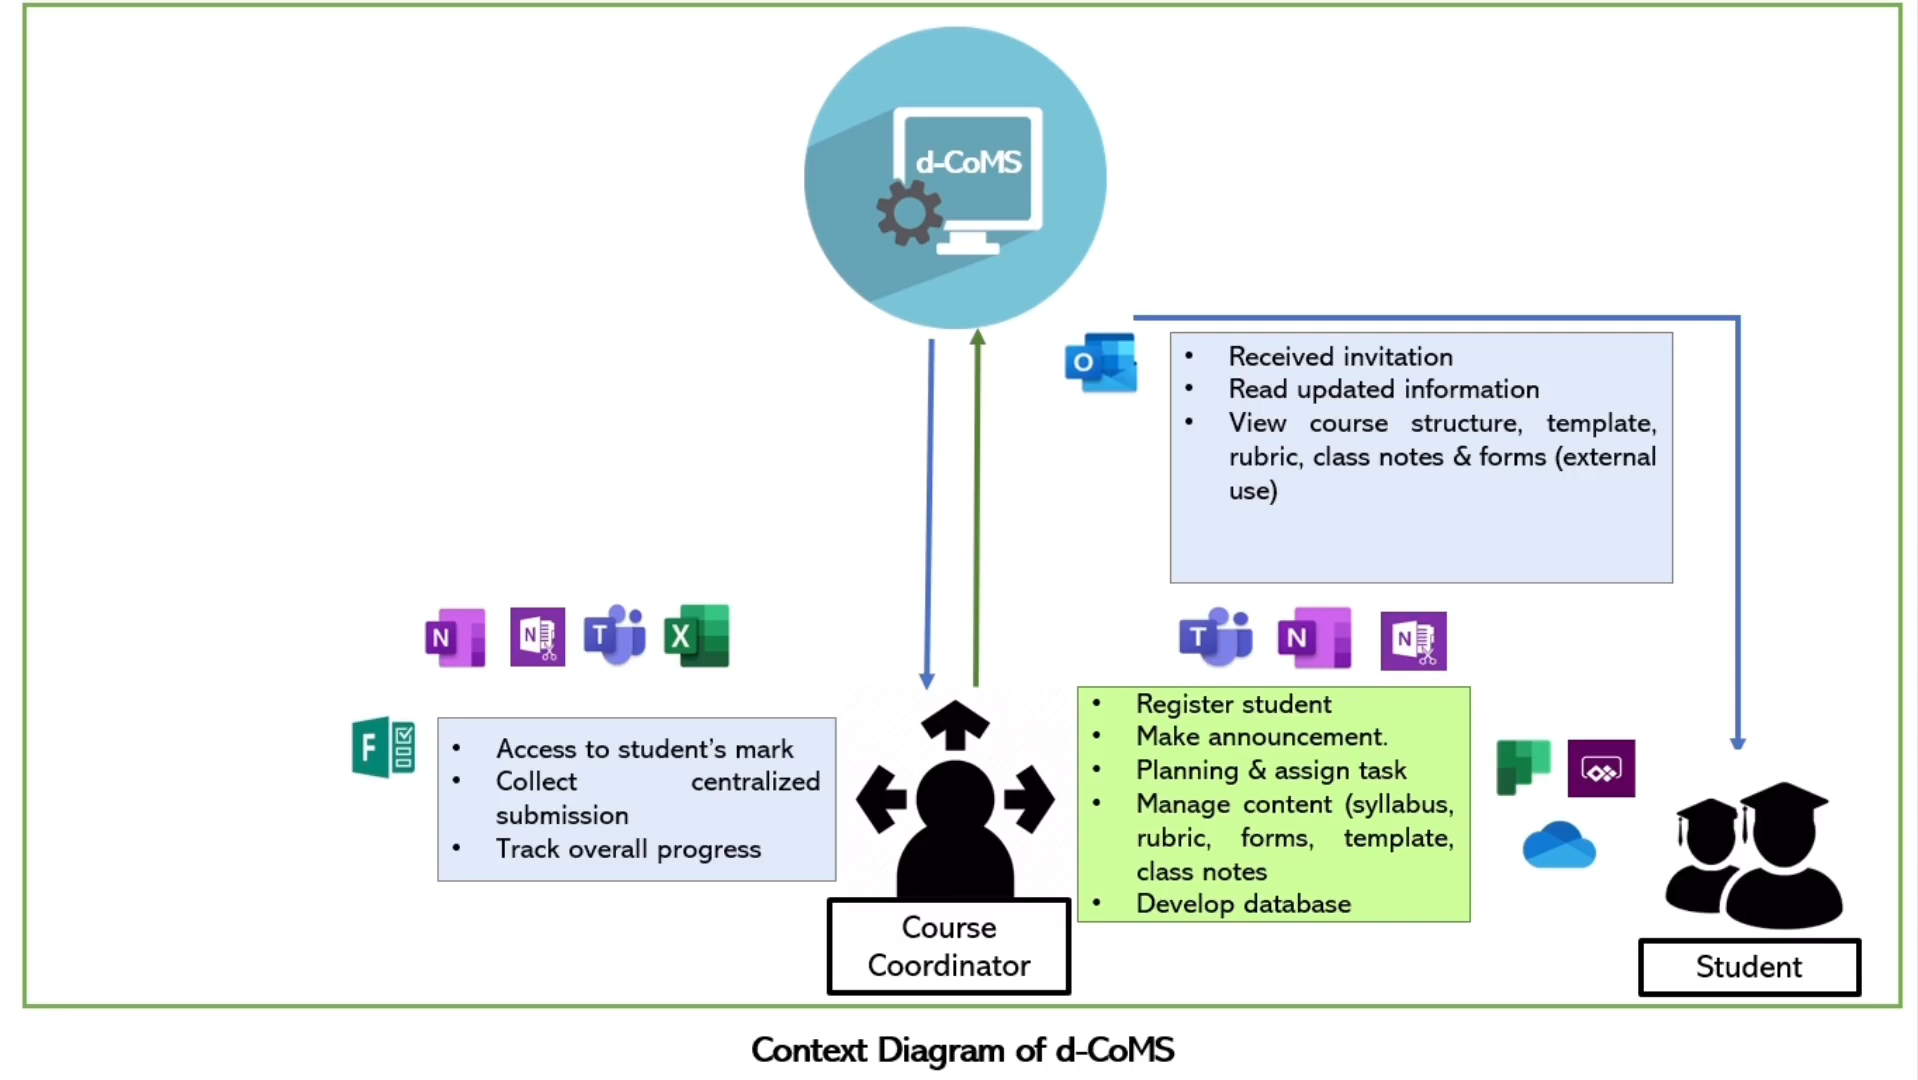 d-CoMS
O
• Received invitation
• Read updated information
• View course structure, template,
rubric, class notes & forms (external
use)
N
N
T
X
T
N
N
F
• Access to student’s mark
• Collect centralized
submission
• Track overall progress
• Register student
• Make announcement.
• Planning & assign task
• Manage content (syllabus,
rubric, forms, template,
class notes
• Develop database
Course
Coordinator
Student
Context Diagram of d-CoMS